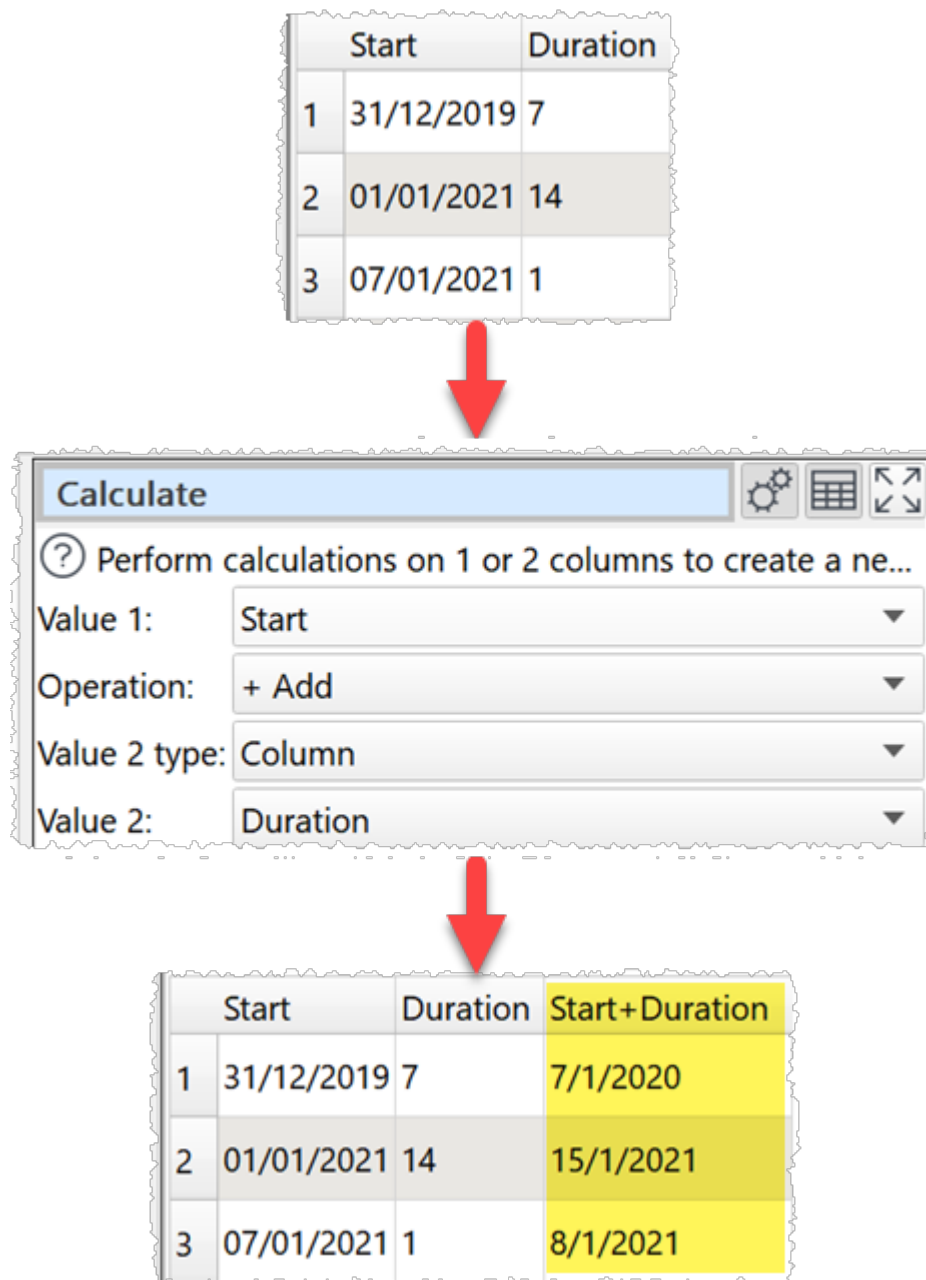 Start Duration
1 31/12/2019 7
2 01/01/2021 14
3 07/01/2021 1
Calculate
? Perform calculations on 1 or 2 columns to create a ne...
Value 1: Start
Operation: + Add
Value 2 type: Column
Value 2: Duration
Start Duration Start+Duration
1 31/12/2019 7 7/1/2020
2 01/01/2021 14 15/1/2021
3 07/01/2021 1 8/1/2021